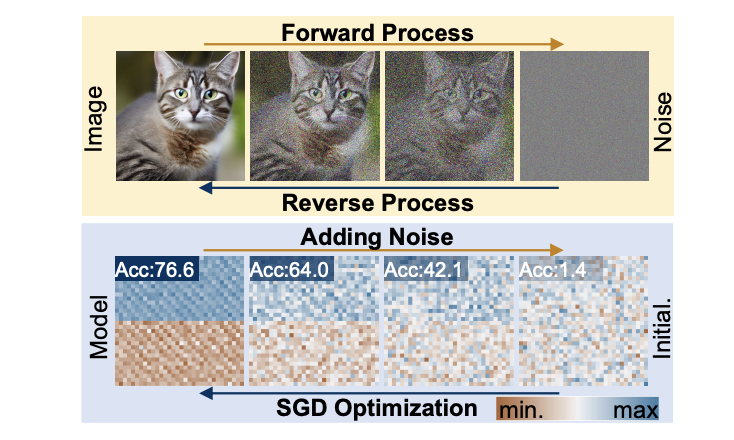 Forward Process
Image
Noise
Reverse Process
Adding Noise
Acc:76.6
Acc:64.0
Acc:42.1
Acc:1.4
Model
Initial.
SGD Optimization
min.
max